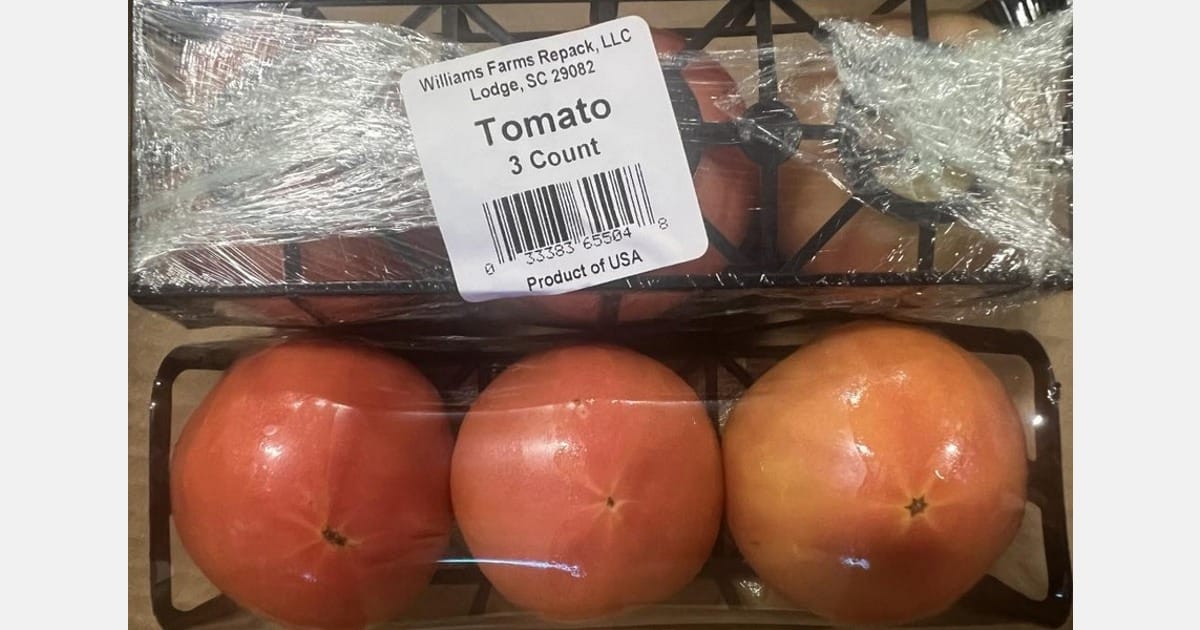 Williams Farms Repack, LLC
Lodge, SC 29082
Tomato
3 Count
0 33383 65504 8
Product of USA